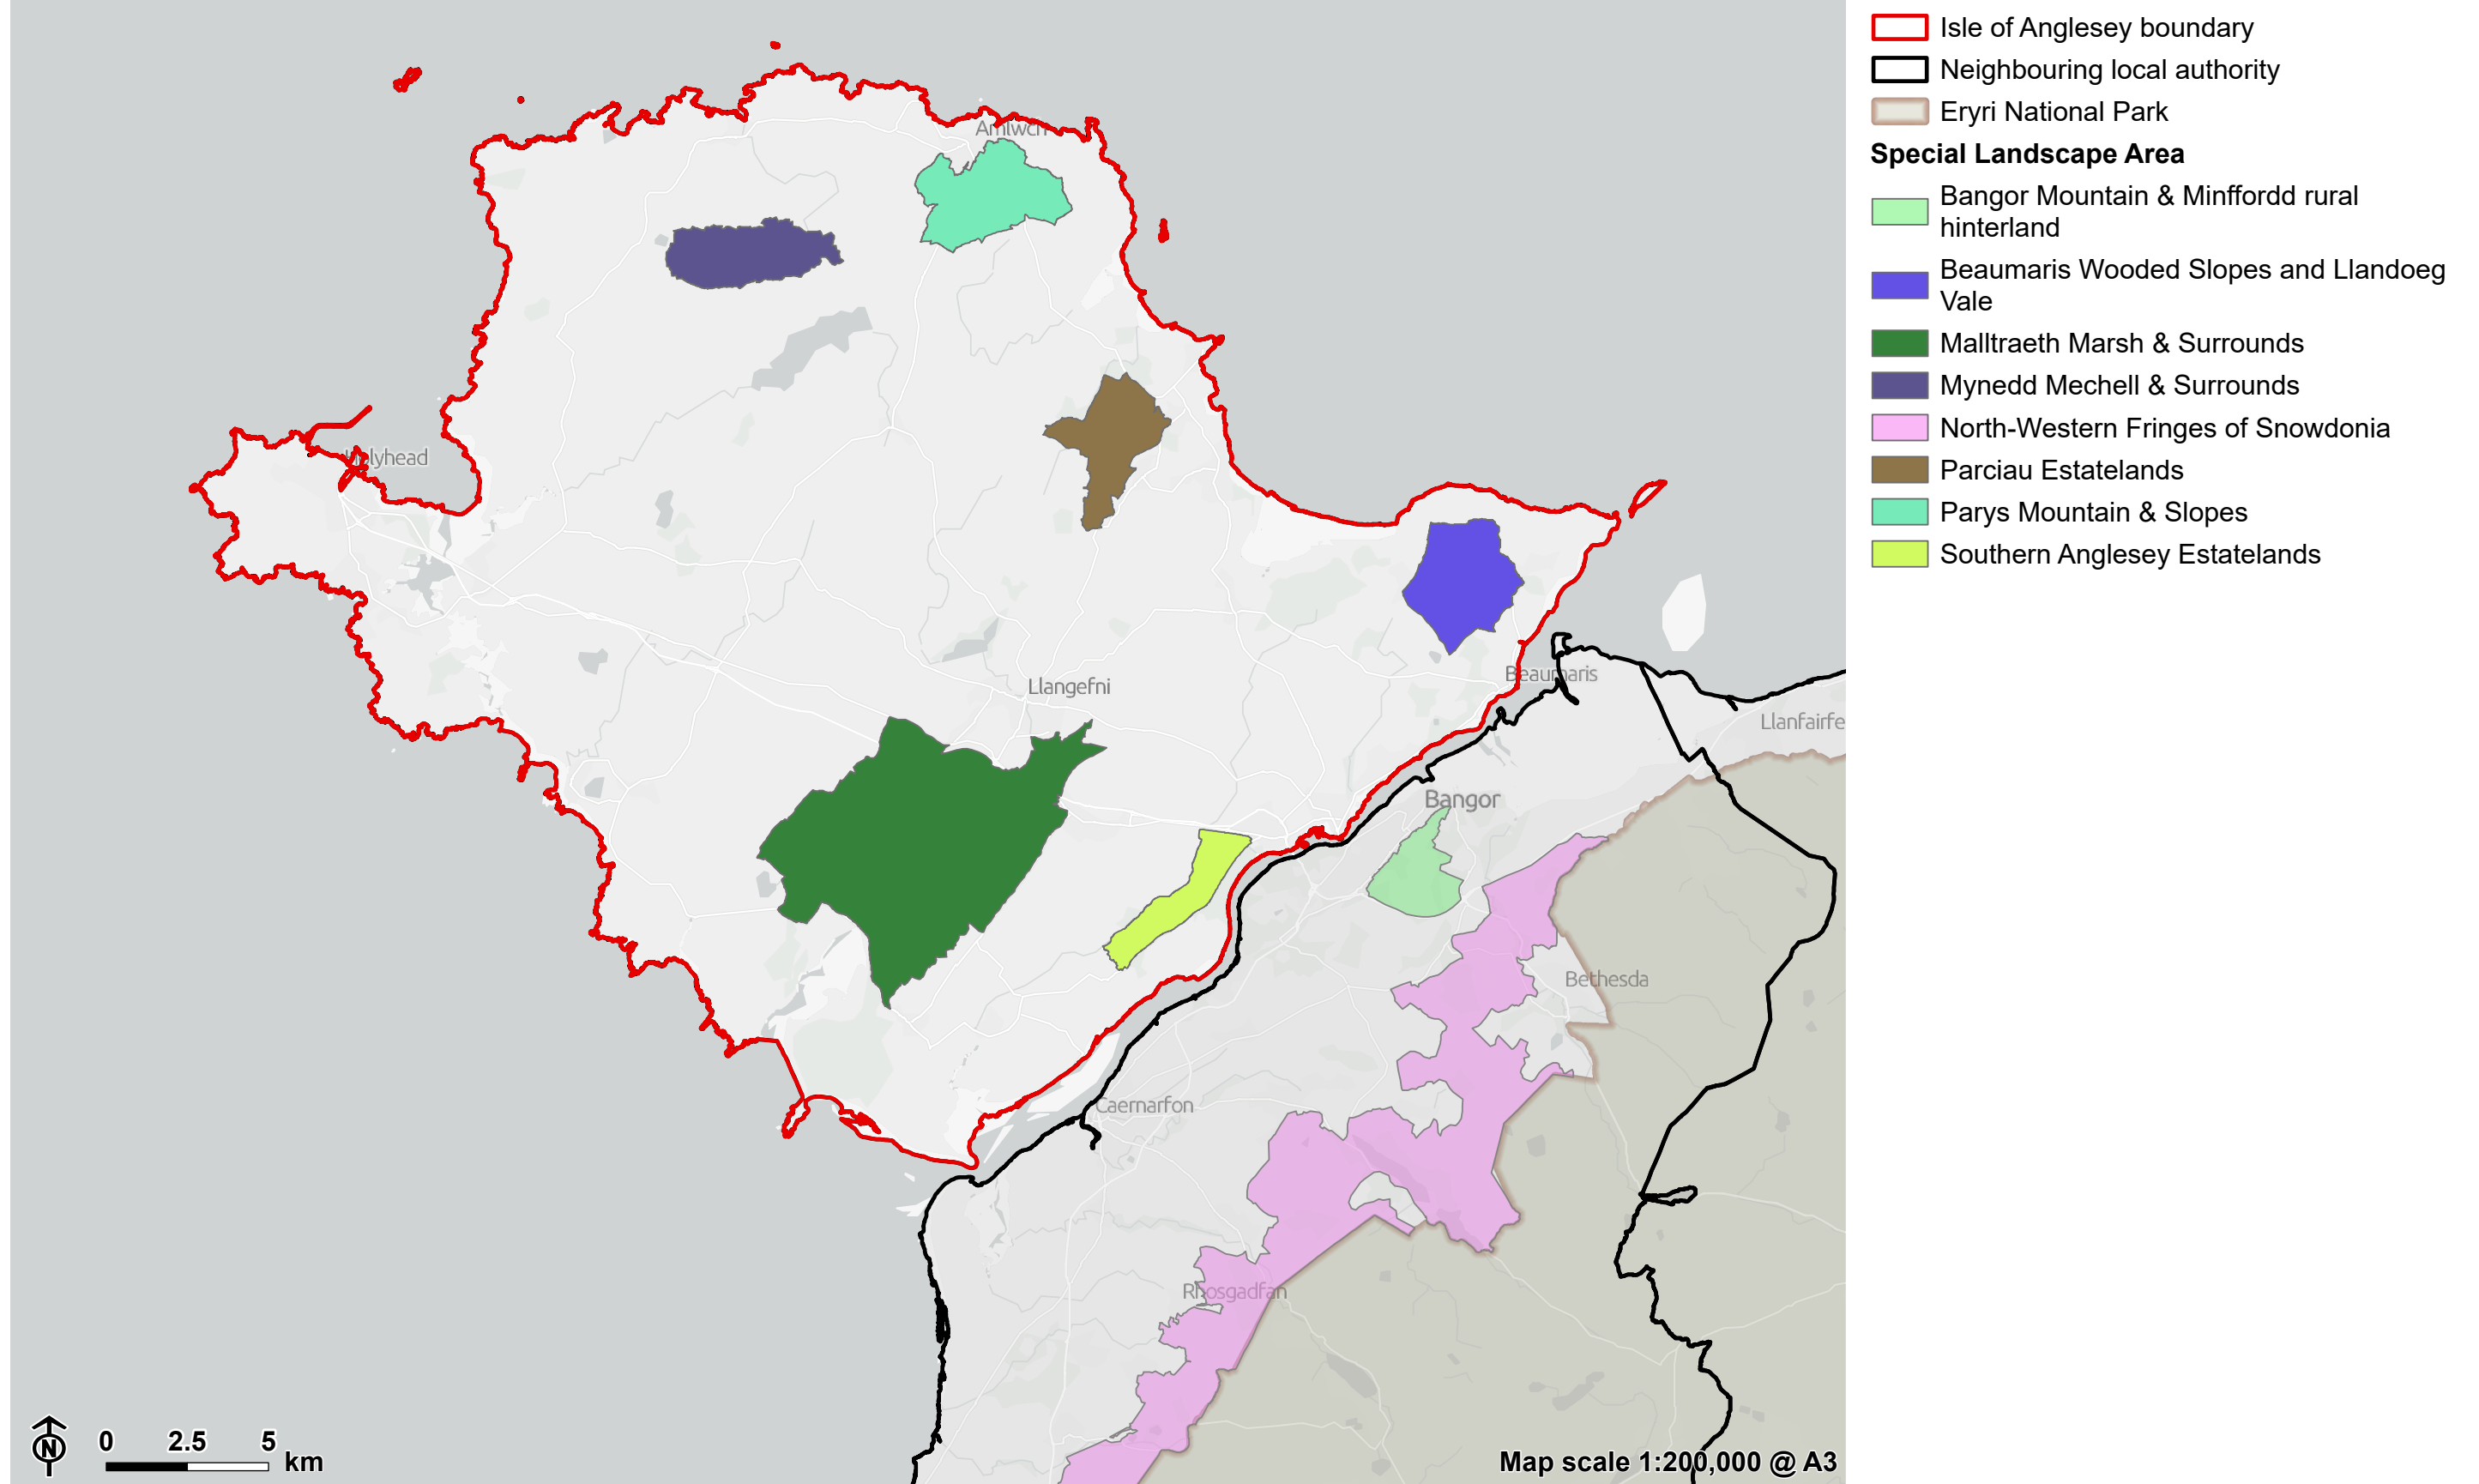 Isle of Anglesey boundary
Neighbouring local authority
Eryri National Park
Special Landscape Area
Bangor Mountain & Minffordd rural
hinterland
Beaumaris Wooded Slopes and Llandoeg
Vale
Malltraeth Marsh & Surrounds
Mynedd Mechell & Surrounds
North-Western Fringes of Snowdonia
Parciau Estatelands
Parys Mountain & Slopes
Southern Anglesey Estatelands
Amlwch
Holyhead
Llangefni
Beaumaris
Llanfairfe
Bangor
Bethesda
Caernarfon
Rhosgadfan
N
0 2.5 5 km
Map scale 1:200,000 @ A3